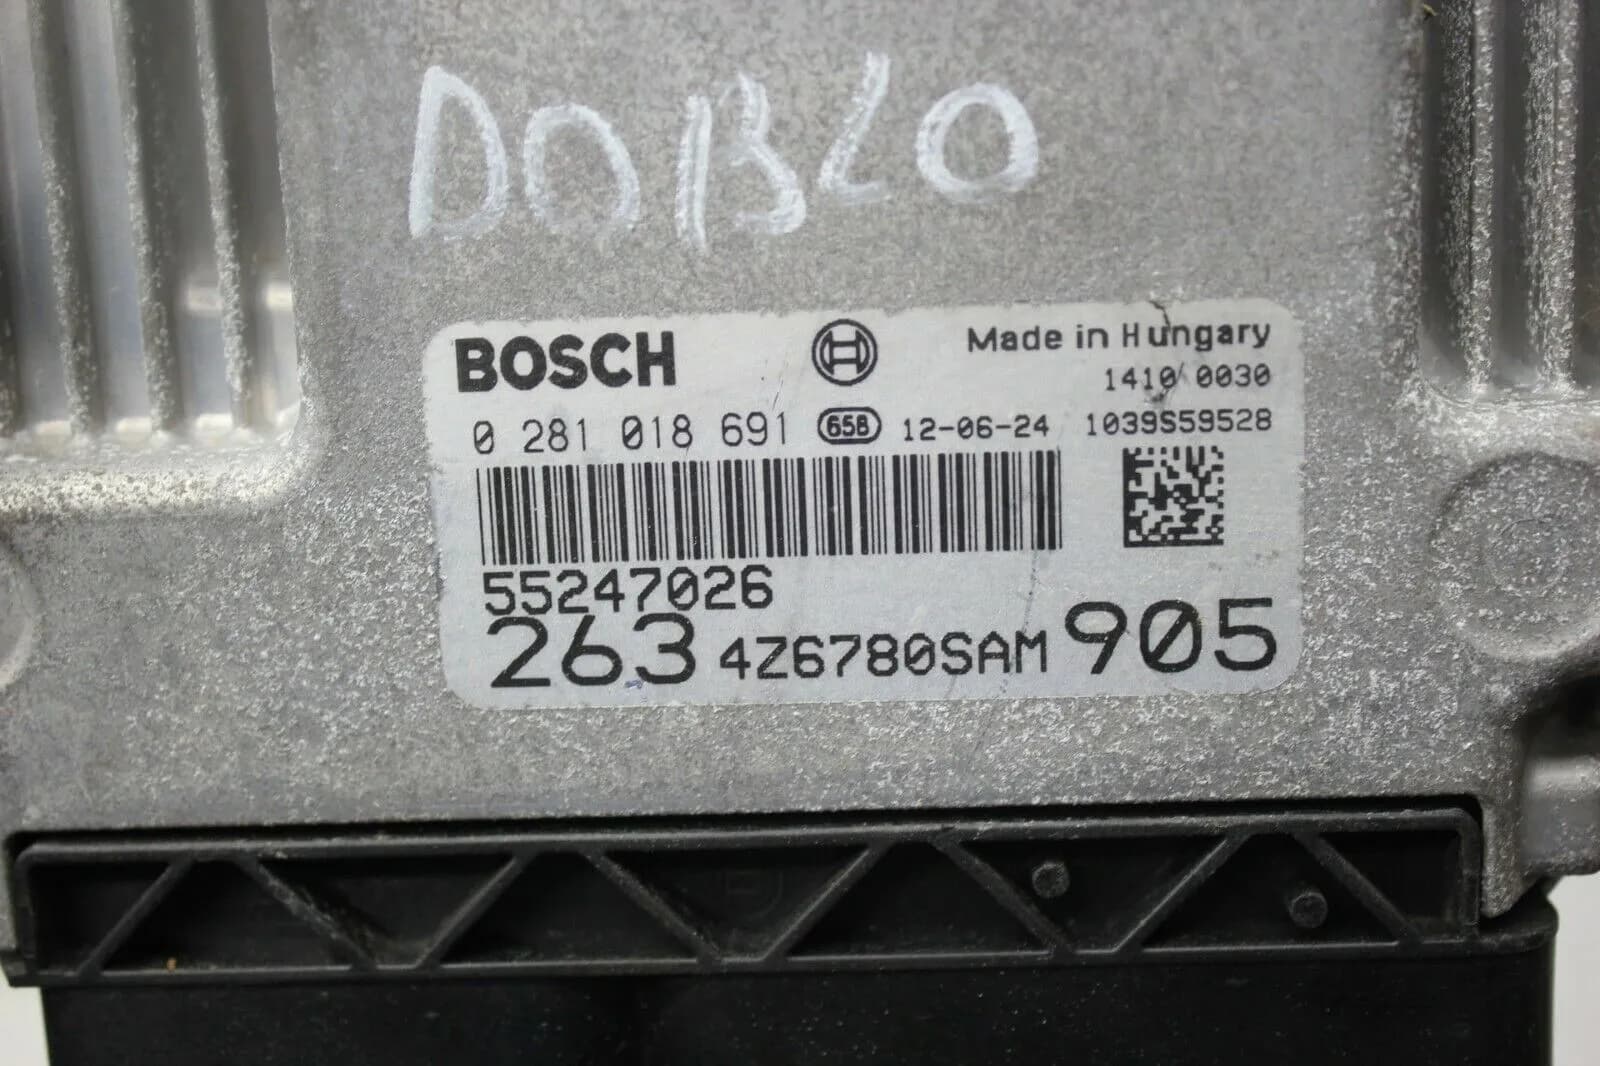 DOBLO
BOSCH Made in Hungary
1410 0030
0 281 018 691 658 12-06-24 1039S59528
55247026
263 4Z6780SAM 905